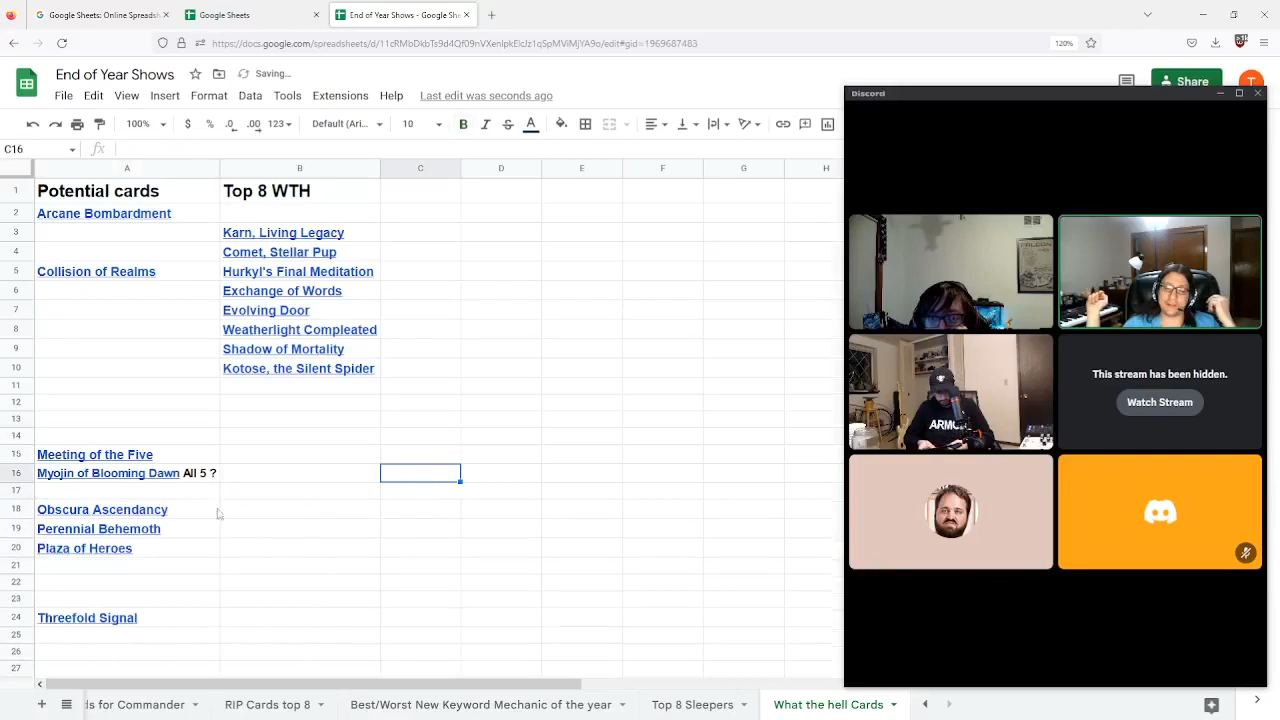 Google Sheets: Online Spreadsh
Google Sheets
End of Year Shows - Google She
https://docs.google.com/spreadsheets/d/11cRMbDkbTs9d4Qf09nVXenIpkElcJz1qSpMViMjYA9o/edit#gid=1969687483
120%
End of Year Shows
Saving...
Share
T
File Edit View Insert Format Data Tools Extensions Help Last edit was seconds ago
Discord
100% $ % .0 .00 123 Default (Ari... 10 B I S A
C16 fx
A B C D E F G H
1 Potential cards Top 8 WTH
2 Arcane Bombardment
3 Karn, Living Legacy
4 Comet, Stellar Pup
5 Collision of Realms Hurkyl's Final Meditation
6 Exchange of Words
7 Evolving Door
8 Weatherlight Compleated
9 Shadow of Mortality
10 Kotose, the Silent Spider
11
12
13
14
15 Meeting of the Five
16 Myojin of Blooming Dawn All 5 ?
17
18 Obscura Ascendancy
19 Perennial Behemoth
20 Plaza of Heroes
21
22
23
24 Threefold Signal
25
26
27
FALCON
ARMO
This stream has been hidden.
Watch Stream
ds for Commander RIP Cards top 8 Best/Worst New Keyword Mechanic of the year Top 8 Sleepers What the hell Cards